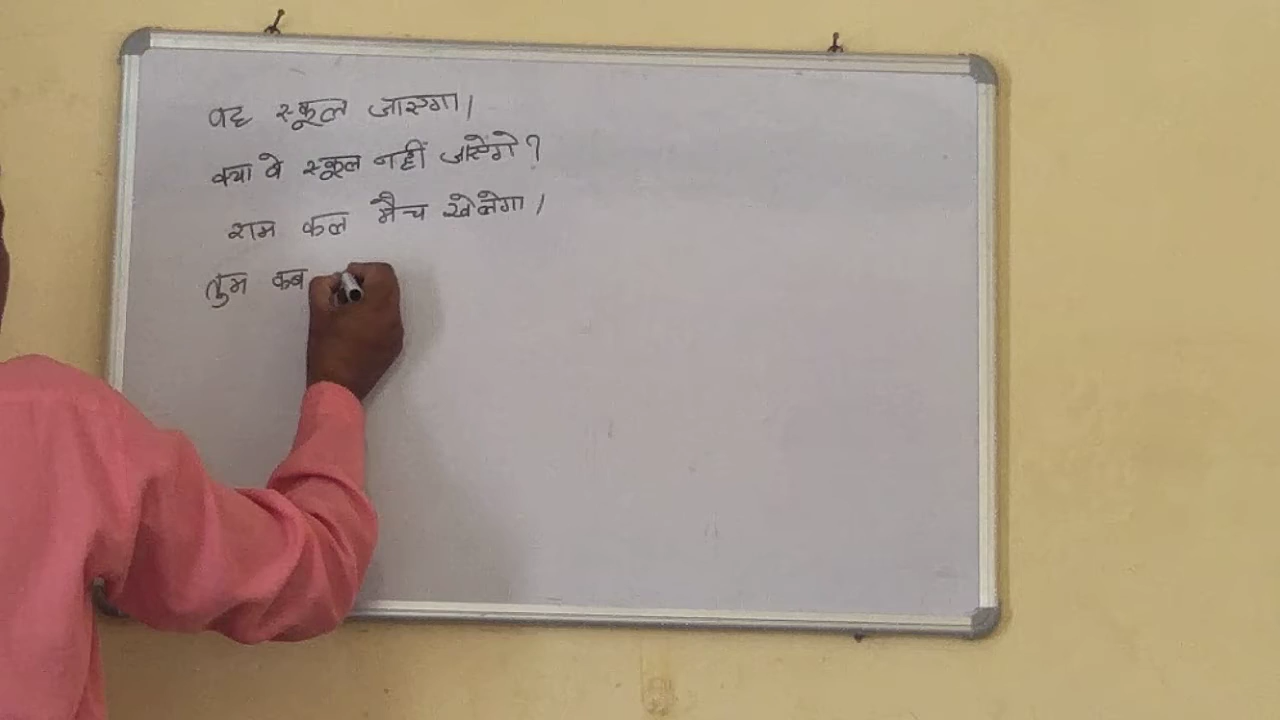 वह स्कूल जाएगा।
क्या वे स्कूल नहीं जाऐंगे?
राम कल मैच खेलेगा।
तुम कब